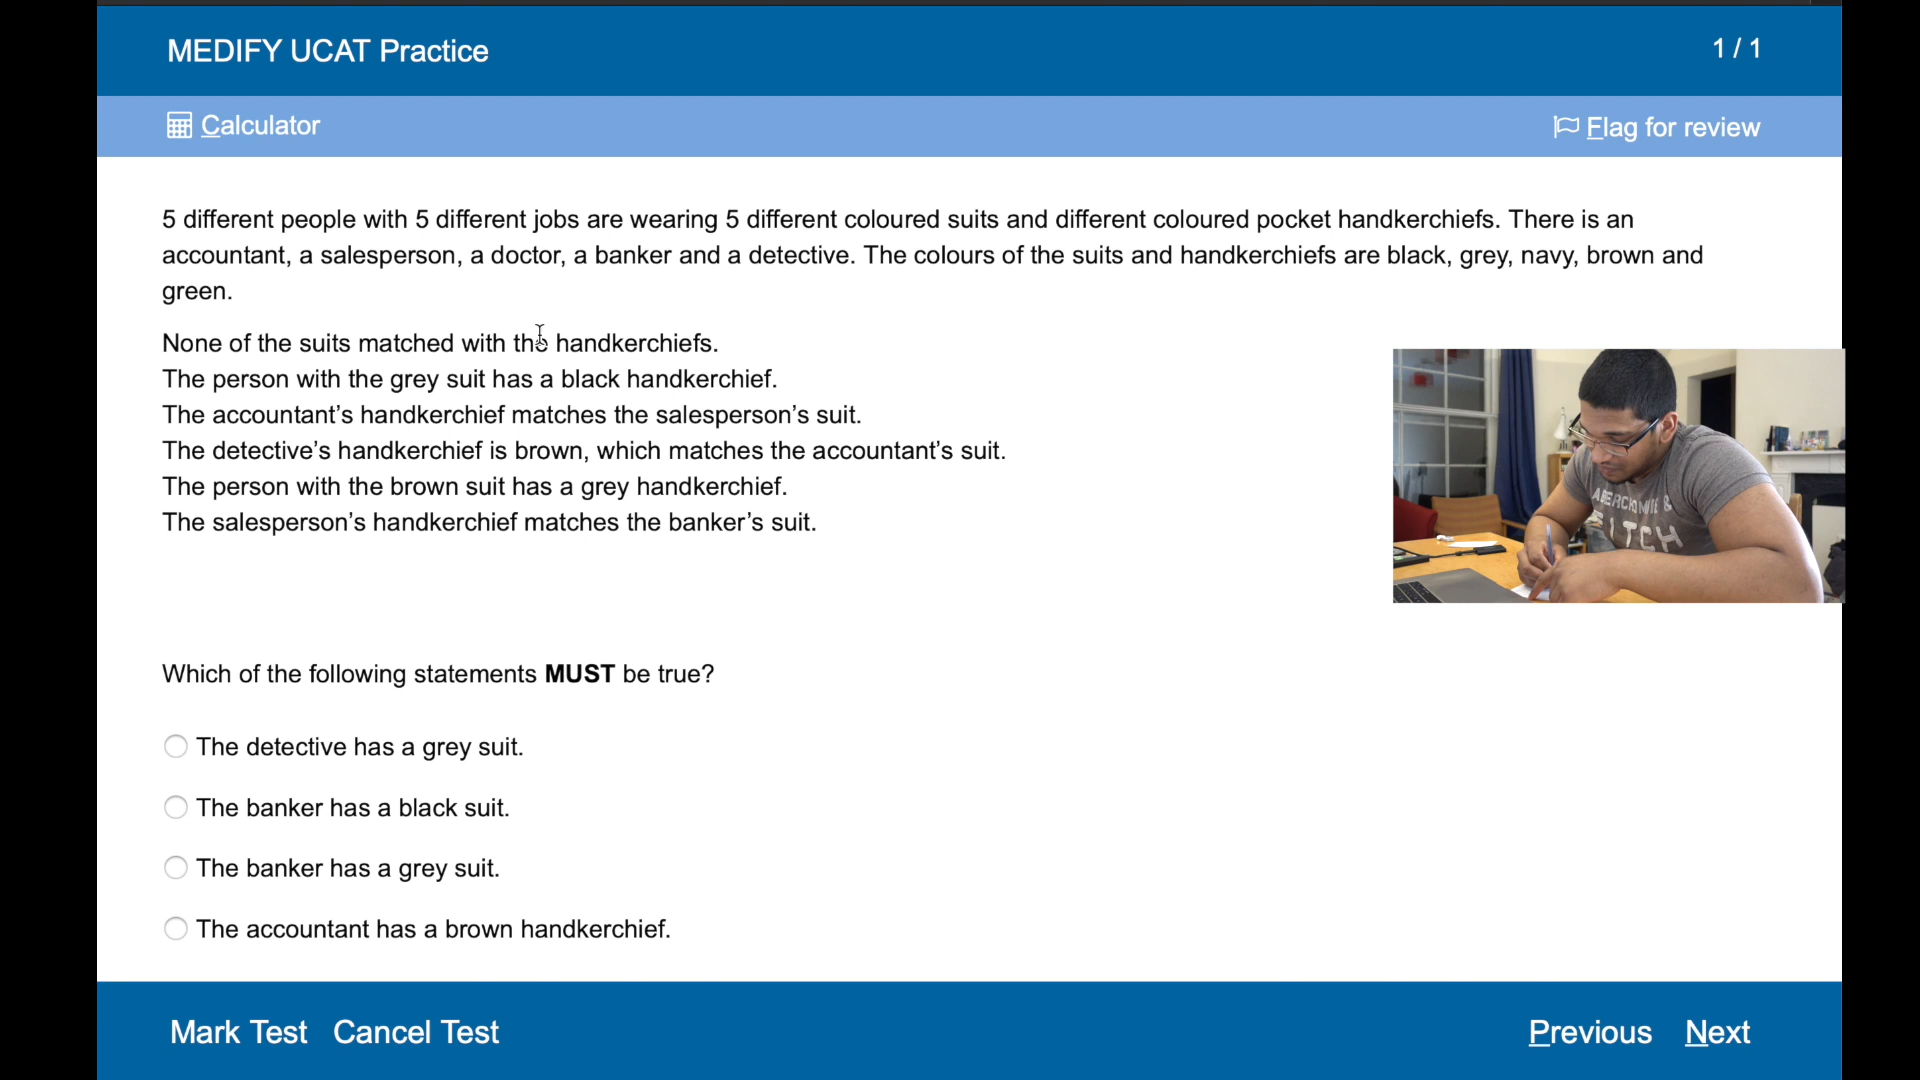 MEDIFY UCAT Practice
1 / 1
Calculator
Flag for review
5 different people with 5 different jobs are wearing 5 different coloured suits and different coloured pocket handkerchiefs. There is an
accountant, a salesperson, a doctor, a banker and a detective. The colours of the suits and handkerchiefs are black, grey, navy, brown and
green.
None of the suits matched with the handkerchiefs.
The person with the grey suit has a black handkerchief.
The accountant’s handkerchief matches the salesperson’s suit.
The detective’s handkerchief is brown, which matches the accountant’s suit.
The person with the brown suit has a grey handkerchief.
The salesperson’s handkerchief matches the banker’s suit.
Which of the following statements MUST be true?
The detective has a grey suit.
The banker has a black suit.
The banker has a grey suit.
The accountant has a brown handkerchief.
Mark Test
Cancel Test
Previous
Next